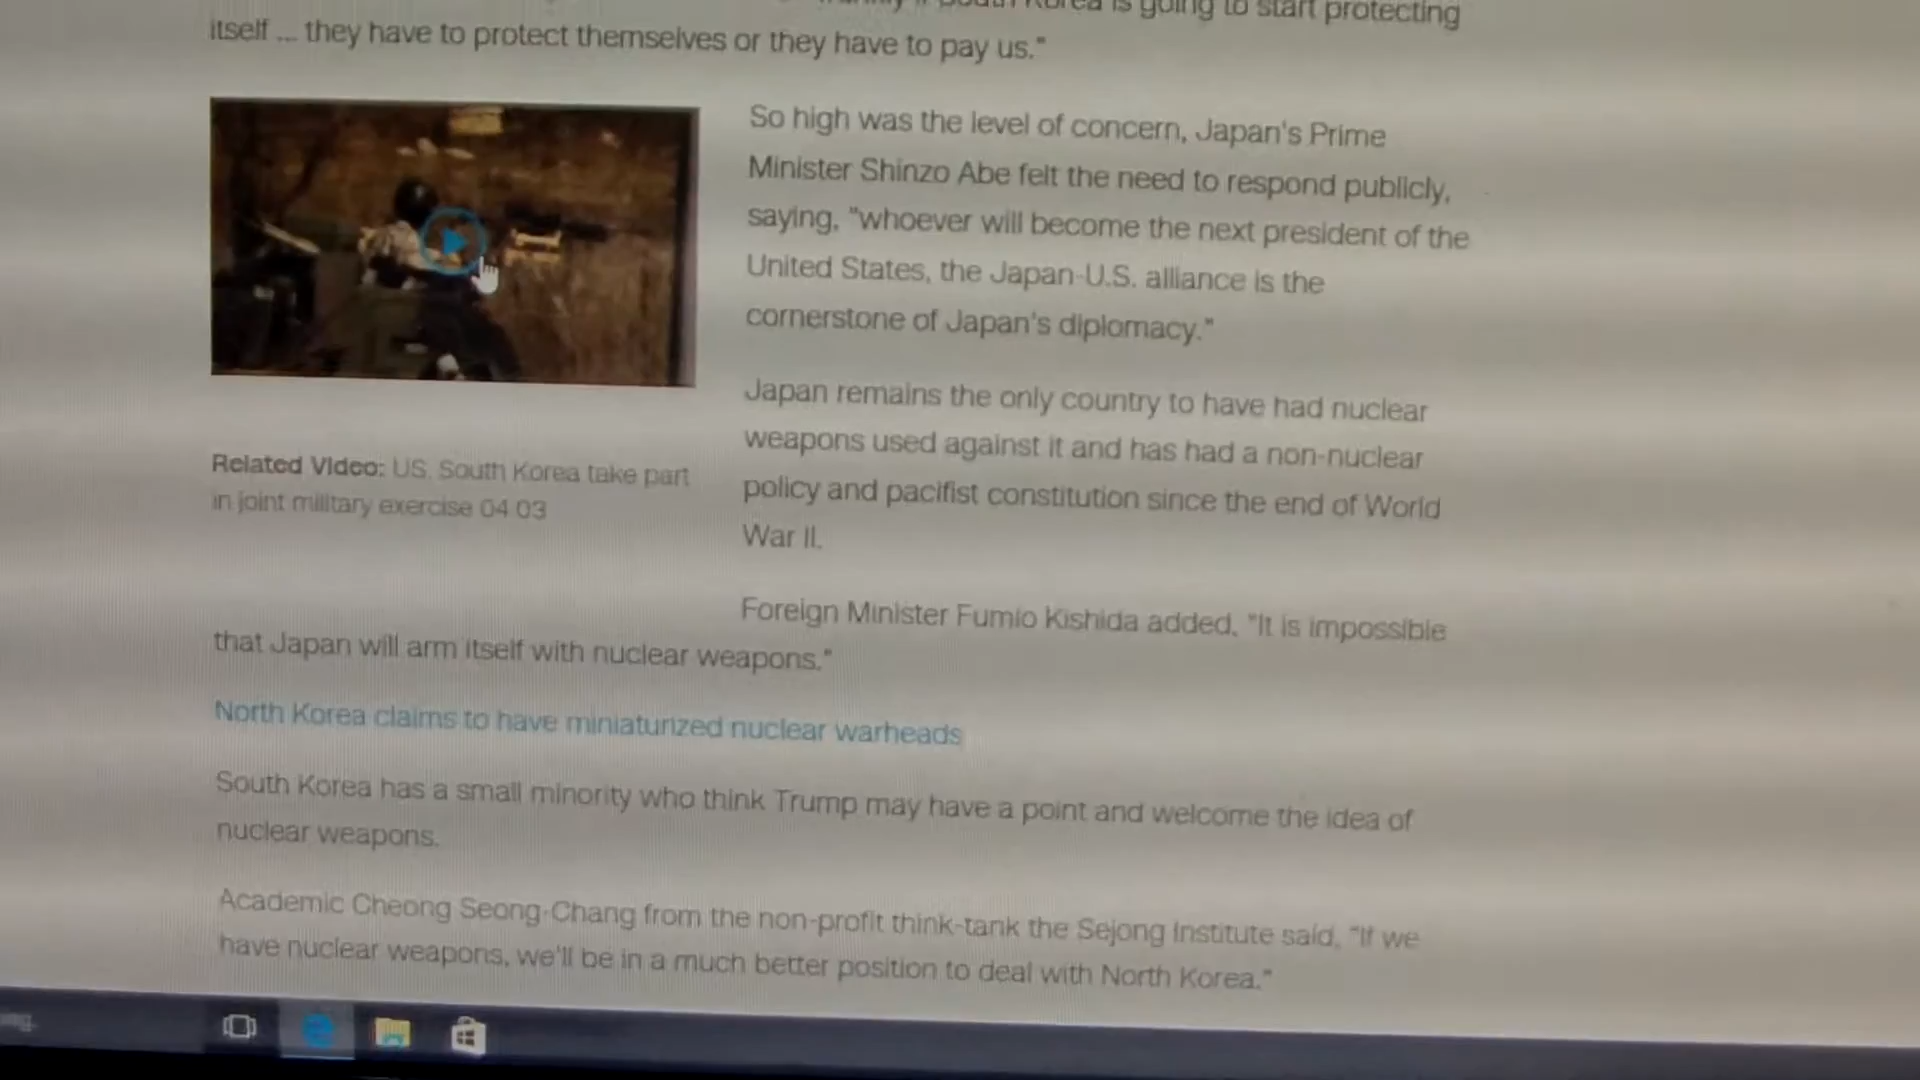 Korea is going to start protecting
itself ... they have to protect themselves or they have to pay us."
So high was the level of concern, Japan's Prime
Minister Shinzo Abe felt the need to respond publicly,
saying, "whoever will become the next president of the
United States, the Japan-U.S. alliance is the
cornerstone of Japan's diplomacy."
Japan remains the only country to have had nuclear
weapons used against it and has had a non-nuclear
policy and pacifist constitution since the end of World
War II.
Related Video: US, South Korea take part
in joint military exercise 04:03
Foreign Minister Fumio Kishida added, "It is impossible
that Japan will arm itself with nuclear weapons."
North Korea claims to have miniaturized nuclear warheads
South Korea has a small minority who think Trump may have a point and welcome the idea of
nuclear weapons.
Academic Cheong Seong-Chang from the non-profit think-tank the Sejong Institute said, "If we
have nuclear weapons, we'll be in a much better position to deal with North Korea."